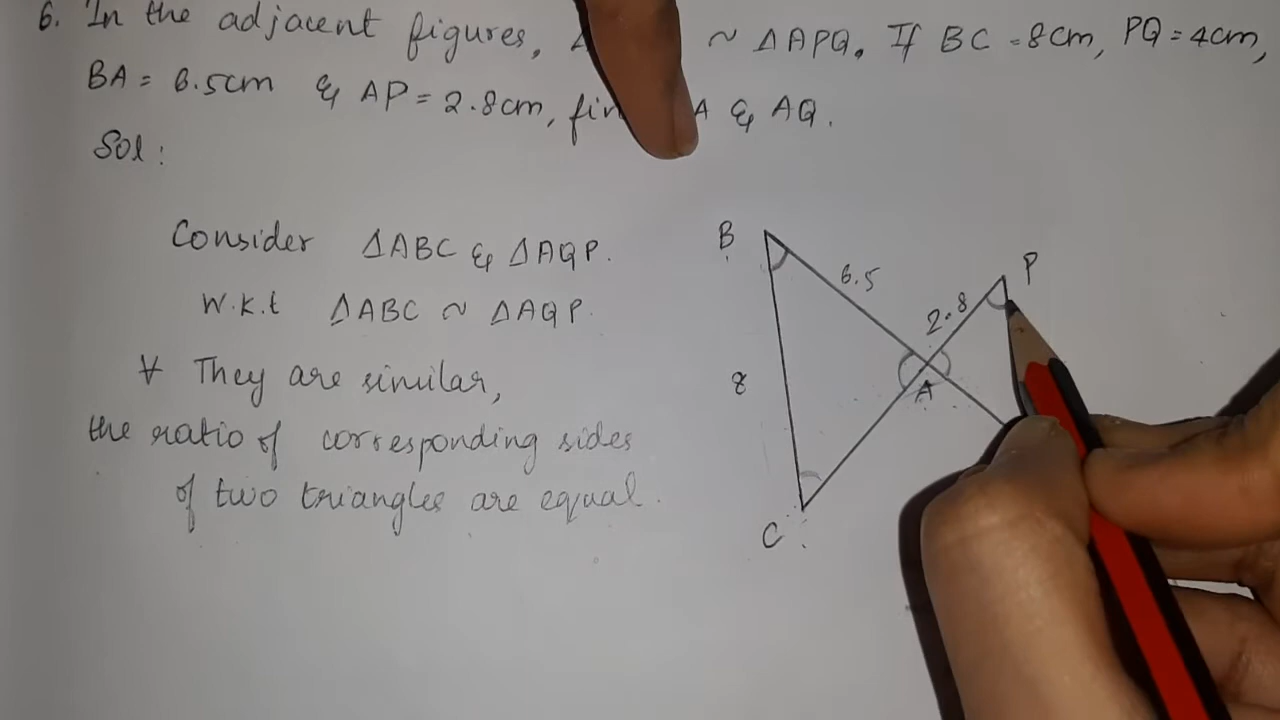 6. In the adjacent figures, ~ ΔAPQ. If BC = 8cm, PQ = 4cm,
BA = 6.5cm & AP = 2.8cm, A & AQ.
Sol:
Consider ΔABC & ΔAQP.
W.k.t ΔABC ~ ΔAQP.
∀ They are similar,
the ratio of corresponding sides
of two triangles are equal.
B
6.5
P
2.8
8
A
C